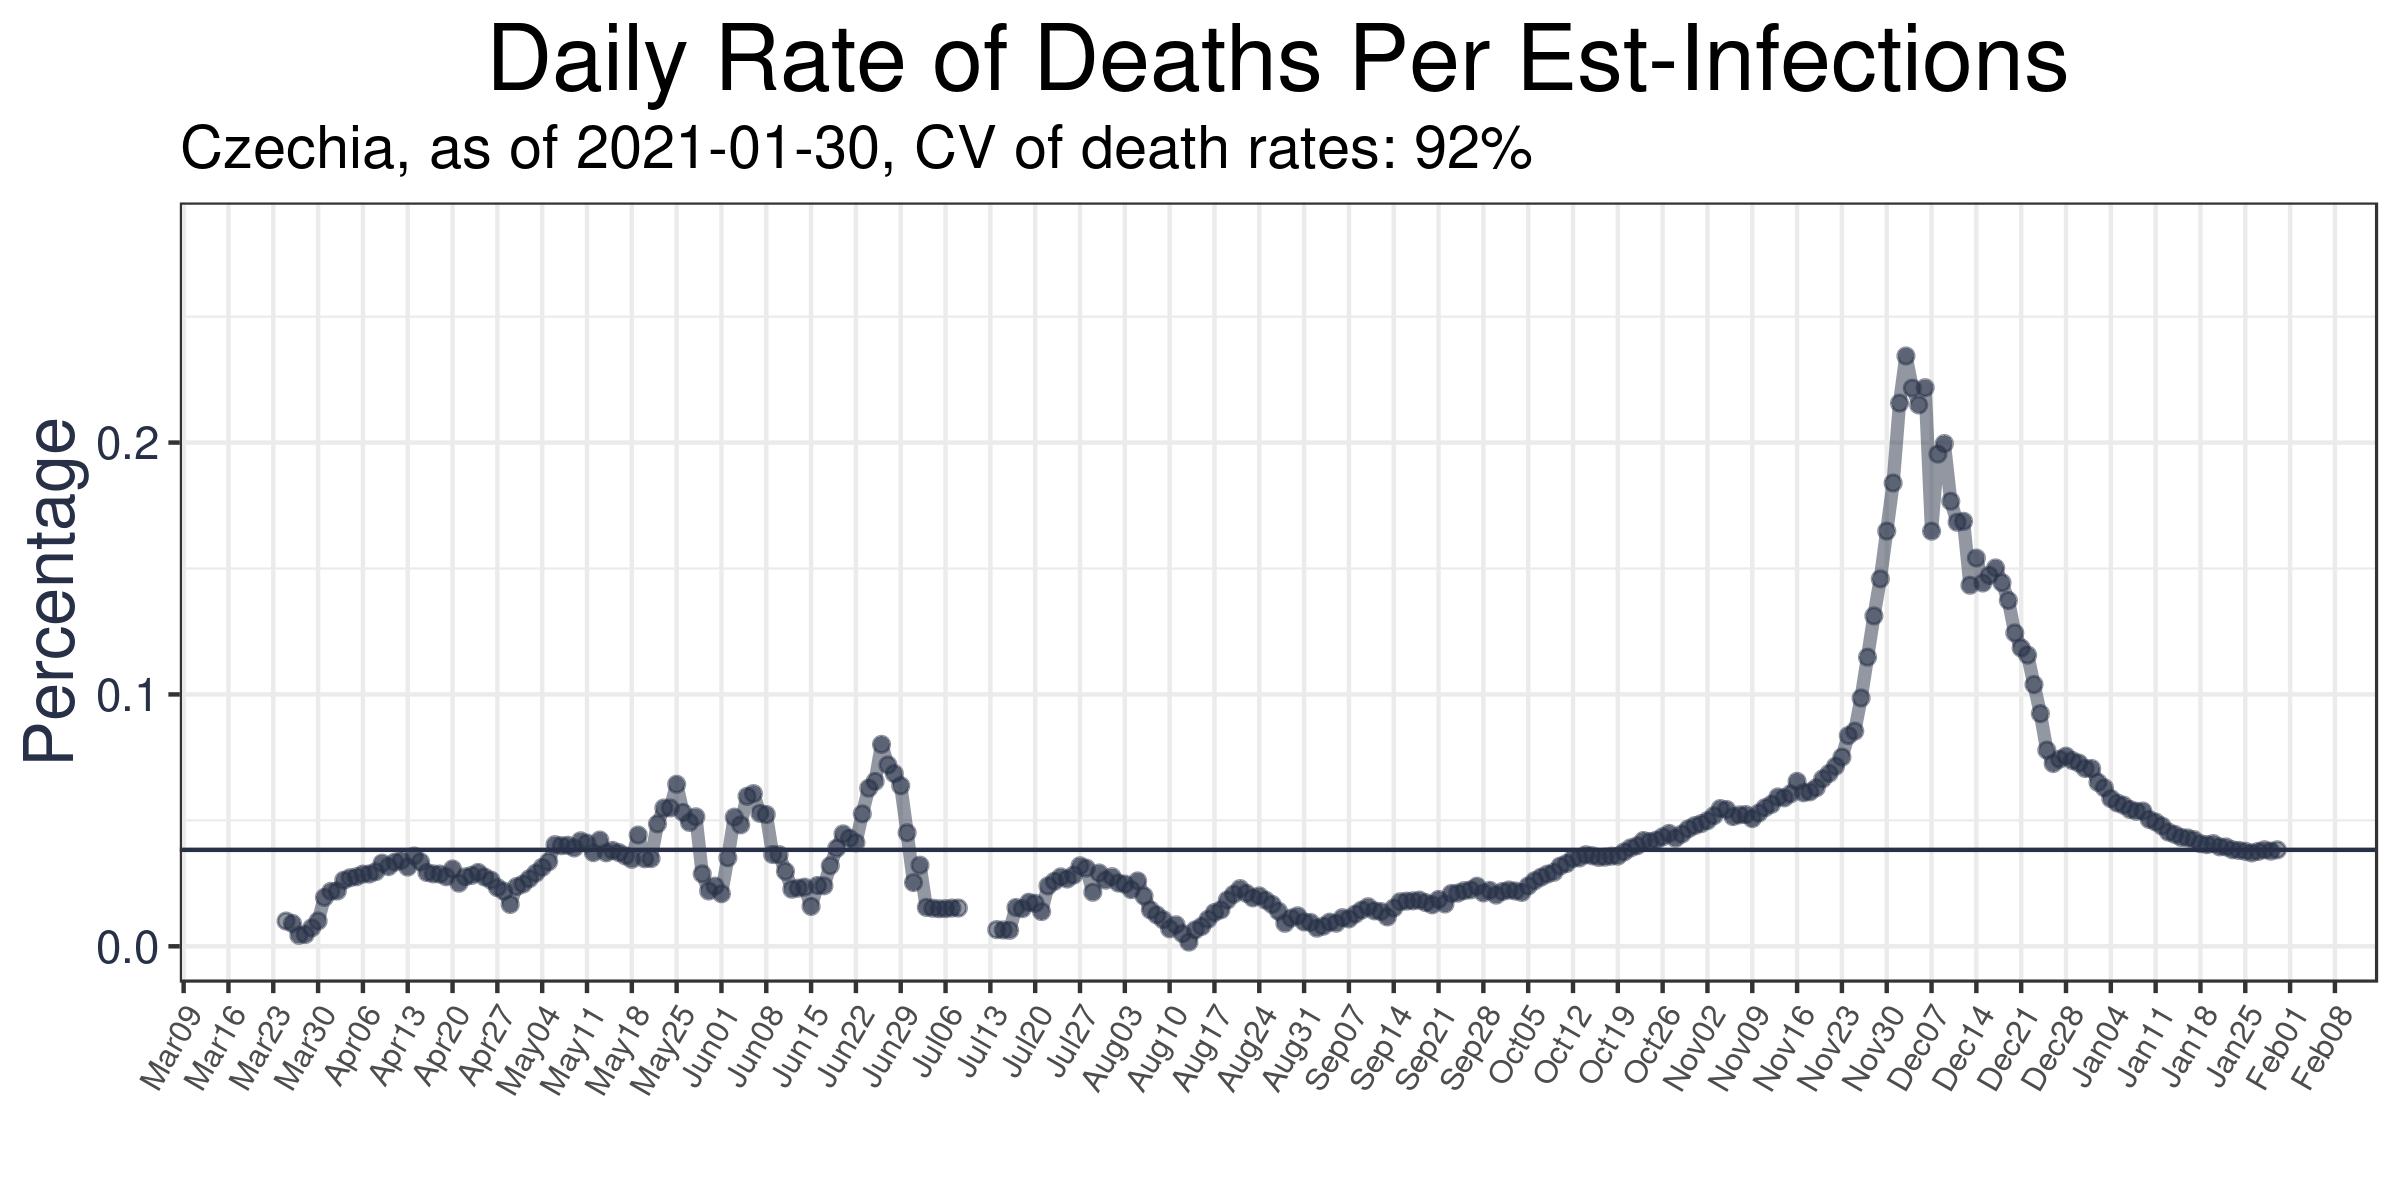 Daily Rate of Deaths Per Est-Infections
Czechia, as of 2021-01-30, CV of death rates: 92%
Percentage
0.2
0.1
0.0
Mar09
Mar16
Mar23
Mar30
Apr06
Apr13
Apr20
Apr27
May04
May11
May18
May25
Jun01
Jun08
Jun15
Jun22
Jun29
Jul06
Jul13
Jul20
Jul27
Aug03
Aug10
Aug17
Aug24
Aug31
Sep07
Sep14
Sep21
Sep28
Oct05
Oct12
Oct19
Oct26
Nov02
Nov09
Nov16
Nov23
Nov30
Dec07
Dec14
Dec21
Dec28
Jan04
Jan11
Jan18
Jan25
Feb01
Feb08